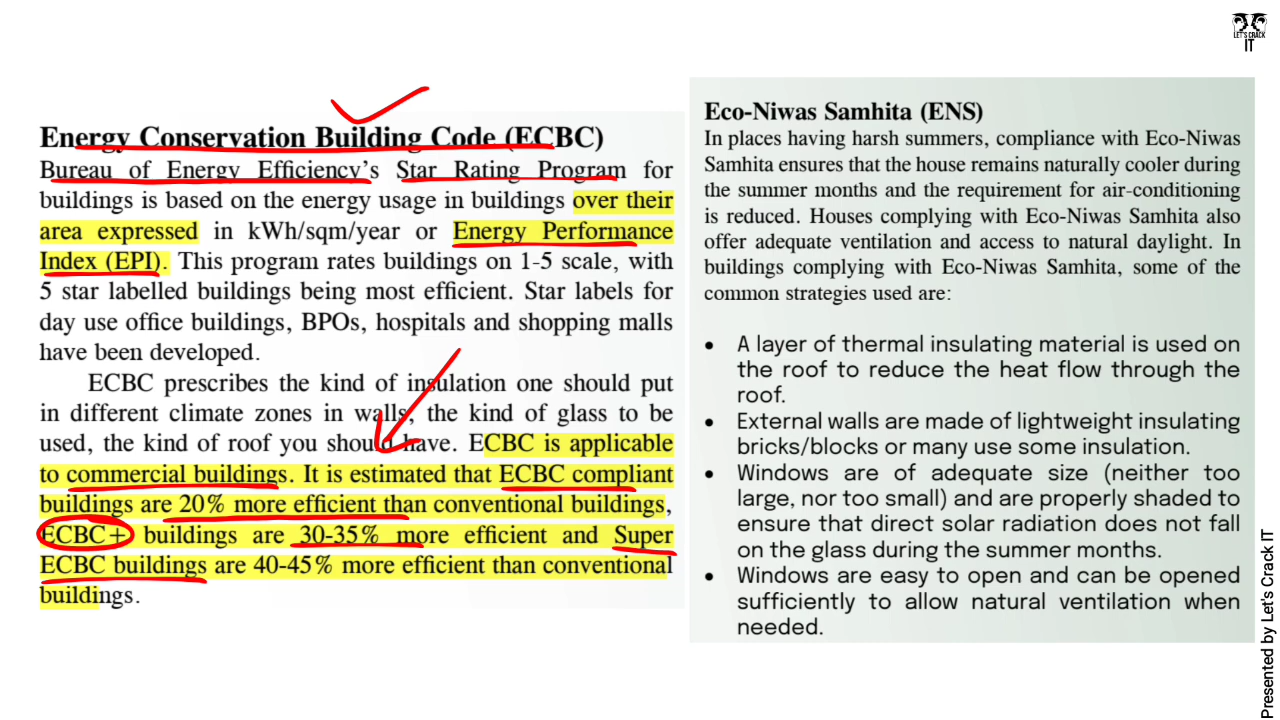 LET'S CRACK
IT
Energy Conservation Building Code (ECBC)
Bureau of Energy Efficiency's Star Rating Program for
buildings is based on the energy usage in buildings over their
area expressed in kWh/sqm/year or Energy Performance
Index (EPI). This program rates buildings on 1-5 scale, with
5 star labelled buildings being most efficient. Star labels for
day use office buildings, BPOs, hospitals and shopping malls
have been developed.
ECBC prescribes the kind of insulation one should put
in different climate zones in walls, the kind of glass to be
used, the kind of roof you should have. ECBC is applicable
to commercial buildings. It is estimated that ECBC compliant
buildings are 20% more efficient than conventional buildings,
ECBC+ buildings are 30-35% more efficient and Super
ECBC buildings are 40-45% more efficient than conventional
buildings.
Eco-Niwas Samhita (ENS)
In places having harsh summers, compliance with Eco-Niwas
Samhita ensures that the house remains naturally cooler during
the summer months and the requirement for air-conditioning
is reduced. Houses complying with Eco-Niwas Samhita also
offer adequate ventilation and access to natural daylight. In
buildings complying with Eco-Niwas Samhita, some of the
common strategies used are:
• A layer of thermal insulating material is used on
the roof to reduce the heat flow through the
roof.
• External walls are made of lightweight insulating
bricks/blocks or many use some insulation.
• Windows are of adequate size (neither too
large, nor too small) and are properly shaded to
ensure that direct solar radiation does not fall
on the glass during the summer months.
• Windows are easy to open and can be opened
sufficiently to allow natural ventilation when
needed.
Presented by Let's Crack IT